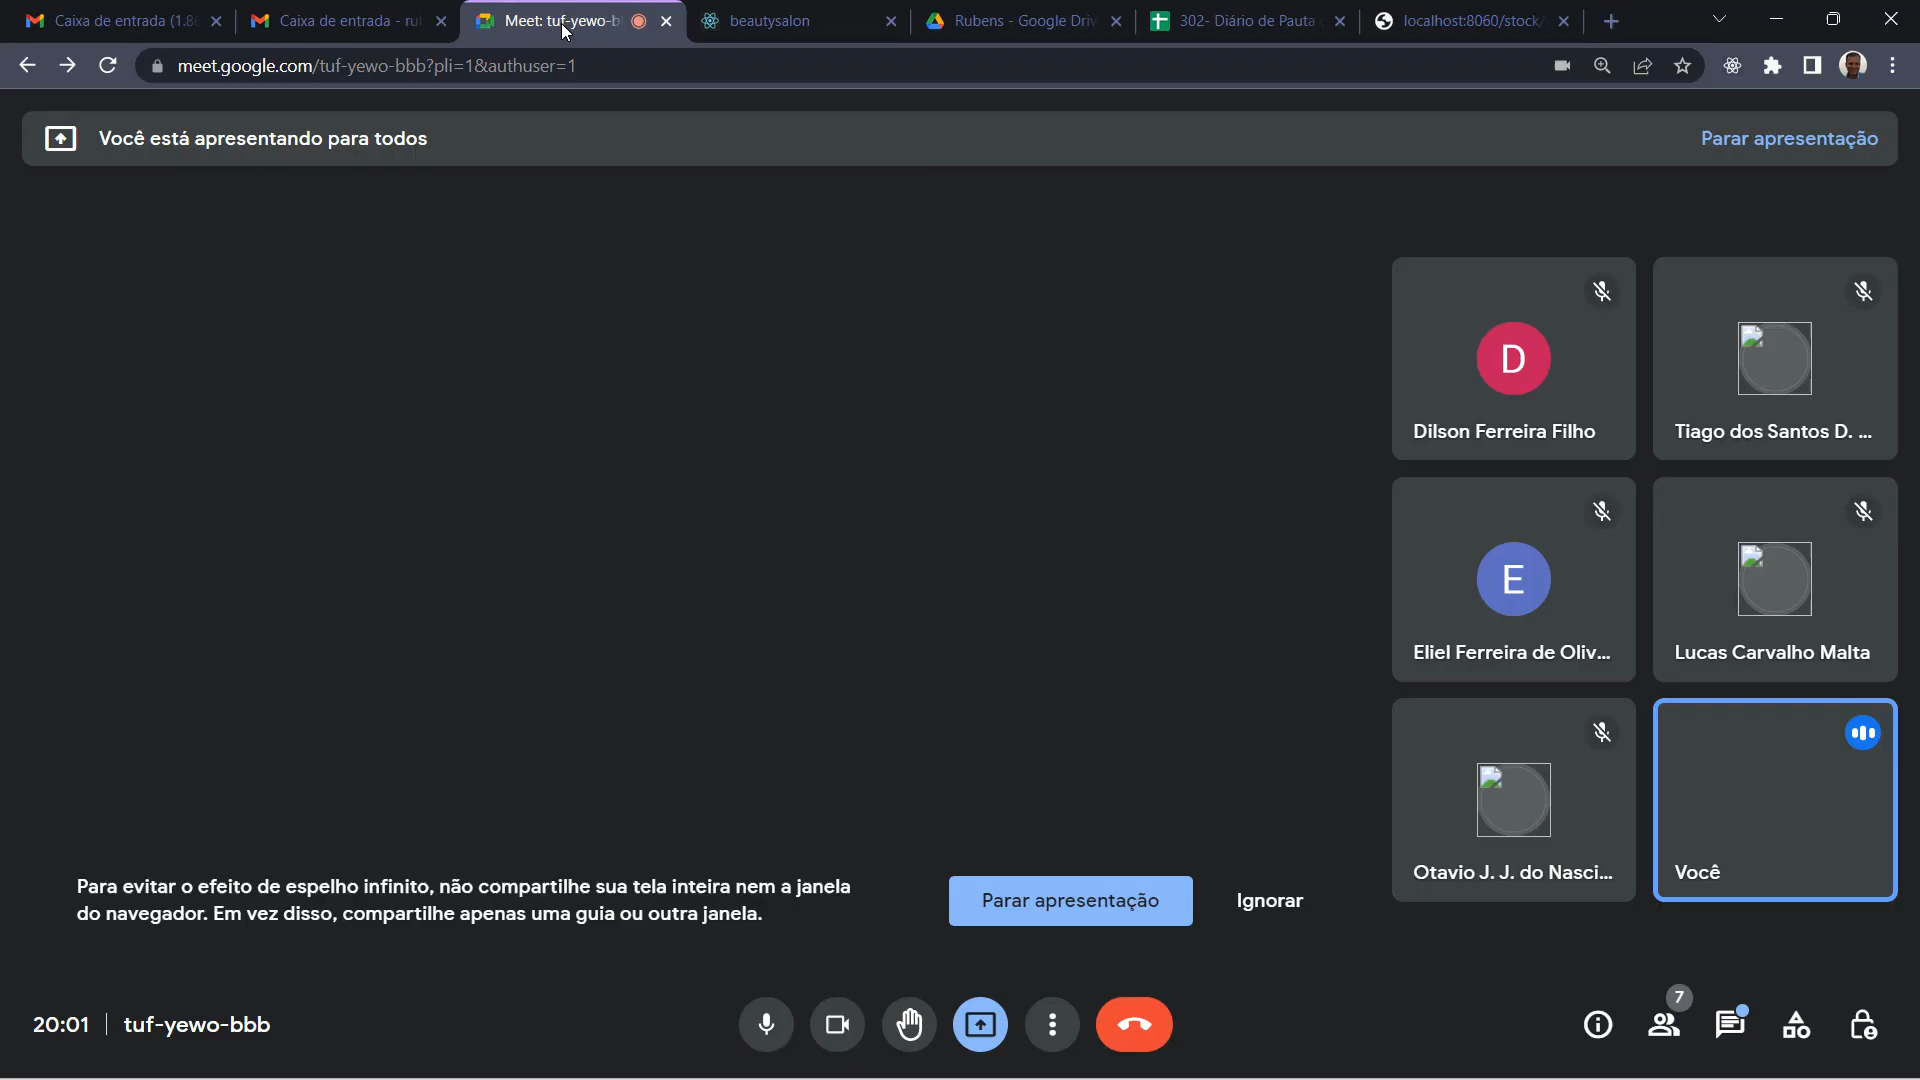 Caixa de entrada (1.8
Caixa de entrada - ru
Meet: tuf-yewo-b
beautysalon
Rubens - Google Driv
302- Diário de Pauta
localhost:8060/stock/
meet.google.com/tuf-yewo-bbb?pli=1&authuser=1
Você está apresentando para todos
Parar apresentação
D
Dilson Ferreira Filho
Tiago dos Santos D. ...
E
Eliel Ferreira de Oliv...
Lucas Carvalho Malta
Otavio J. J. do Nasci...
Você
Para evitar o efeito de espelho infinito, não compartilhe sua tela inteira nem a janela
do navegador. Em vez disso, compartilhe apenas uma guia ou outra janela.
Parar apresentação
Ignorar
20:01
tuf-yewo-bbb
7